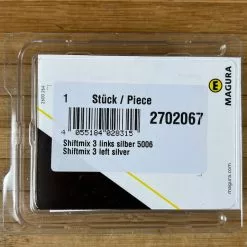 MAGURA
1 Stück / Piece
4 055184 028315
2702067
Shiftmix 3 links silber 5006
Shiftmix 3 left silver
magura.com